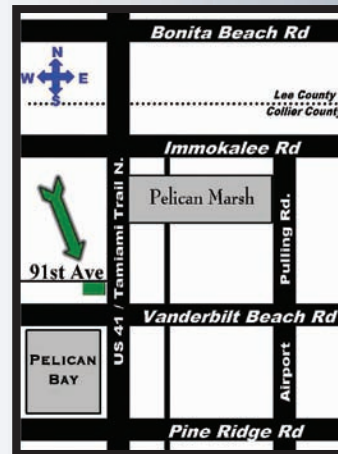 Bonita Beach Rd
N
W E
S
Lee County
Collier County
Immokalee Rd
Pelican Marsh
US 41 / Tamiami Trail N.
Airport Pulling Rd.
91st Ave
Vanderbilt Beach Rd
PELICAN
BAY
Pine Ridge Rd